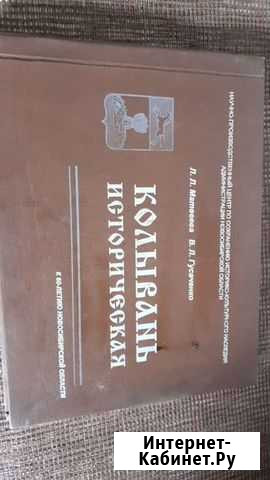 НАУЧНО-ПРОИЗВОДСТВЕННЫЙ ЦЕНТР ПО СОХРАНЕНИЮ ИСТОРИКО-КУЛЬТУРНОГО НАСЛЕДИЯ
АДМИНИСТРАЦИИ НОВОСИБИРСКОЙ ОБЛАСТИ
Л. П. Матвеева В. Л. Гусаченко
КОЛЫВАНЬ
ИСТОРИЧЕСКАЯ
К 60-ЛЕТИЮ НОВОСИБИРСКОЙ ОБЛАСТИ
Интернет-
Кабинет.Ру